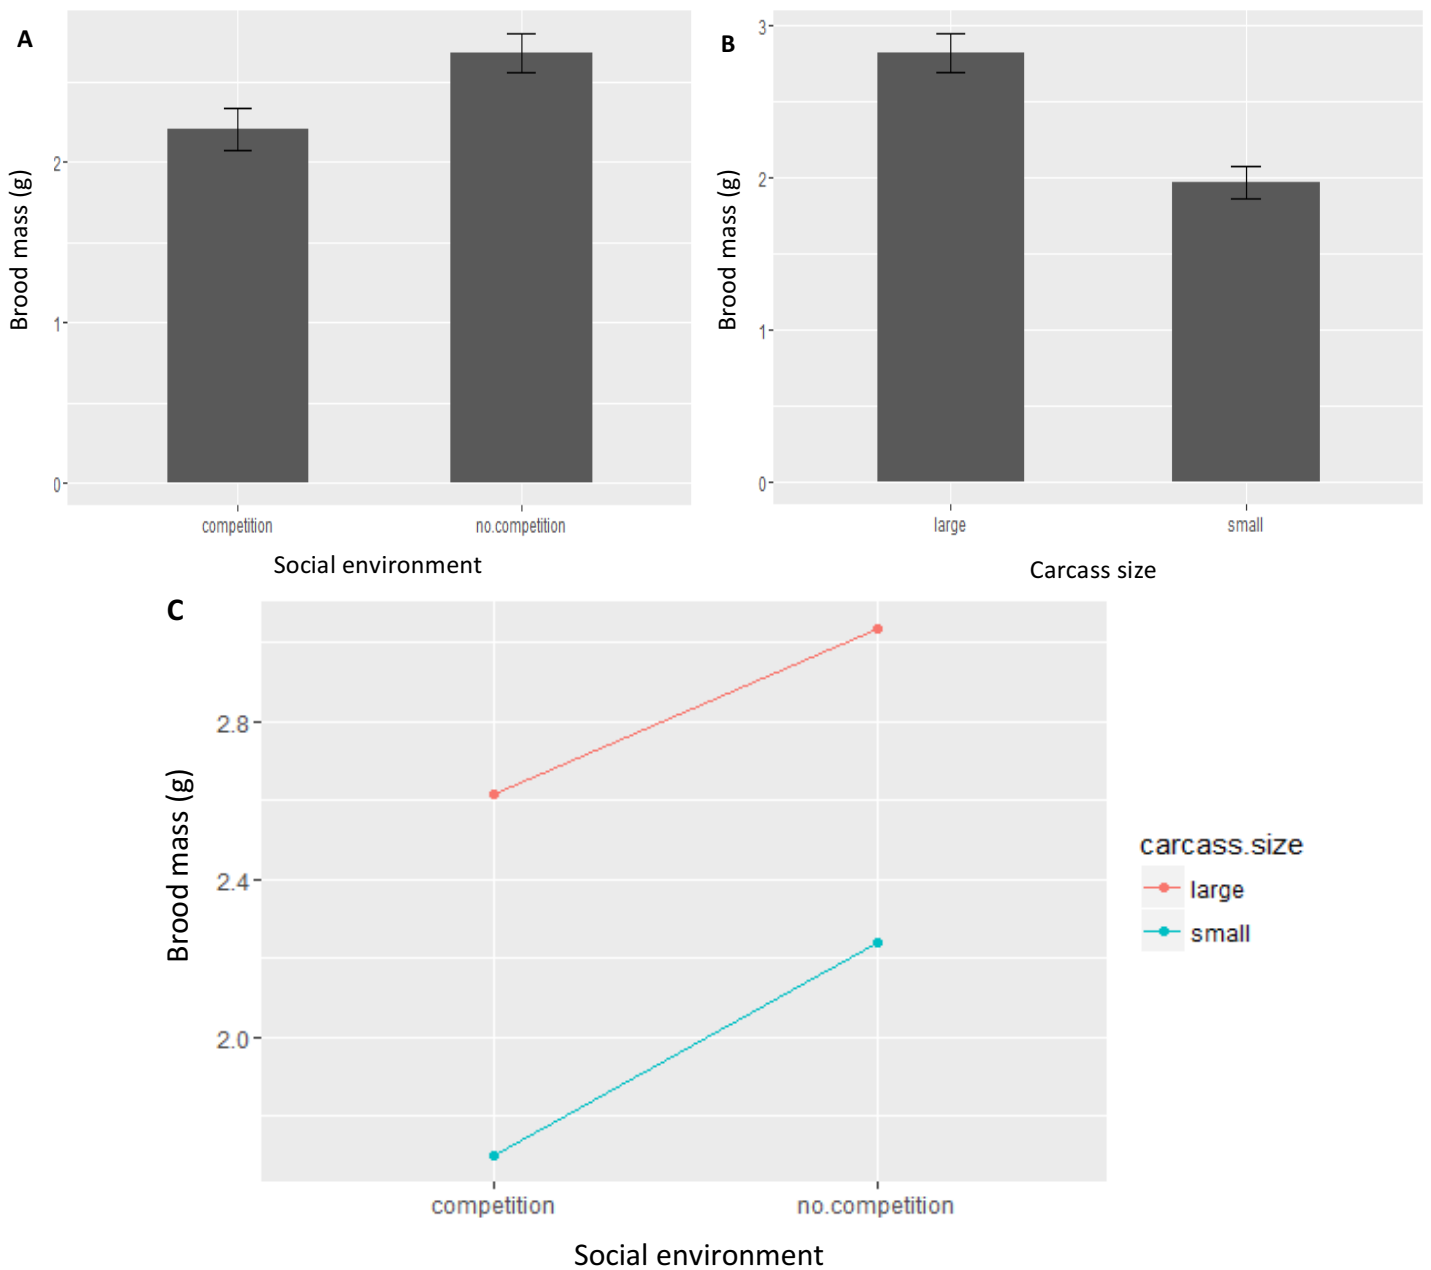 A
Brood mass (g)
2
1
0
competition
no.competition
Social environment
B
Brood mass (g)
3
2
1
0
large
small
Carcass size
C
Brood mass (g)
2.8
2.4
2.0
competition
no.competition
Social environment
carcass.size
large
small